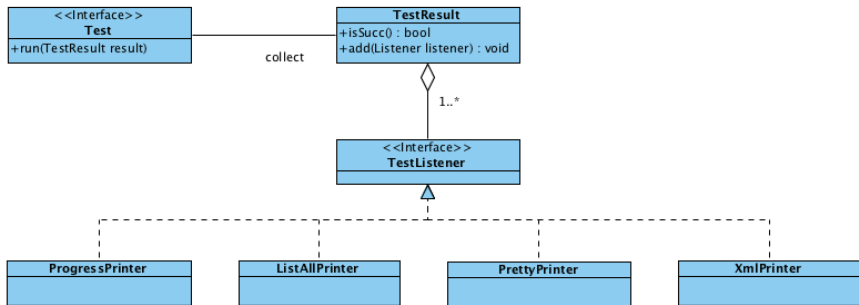 <<Interface>>
Test
+run(TestResult result)
TestResult
+isSucc() : bool
+add(Listener listener) : void
collect
1..*
<<Interface>>
TestListener
ProgressPrinter
ListAllPrinter
PrettyPrinter
XmlPrinter